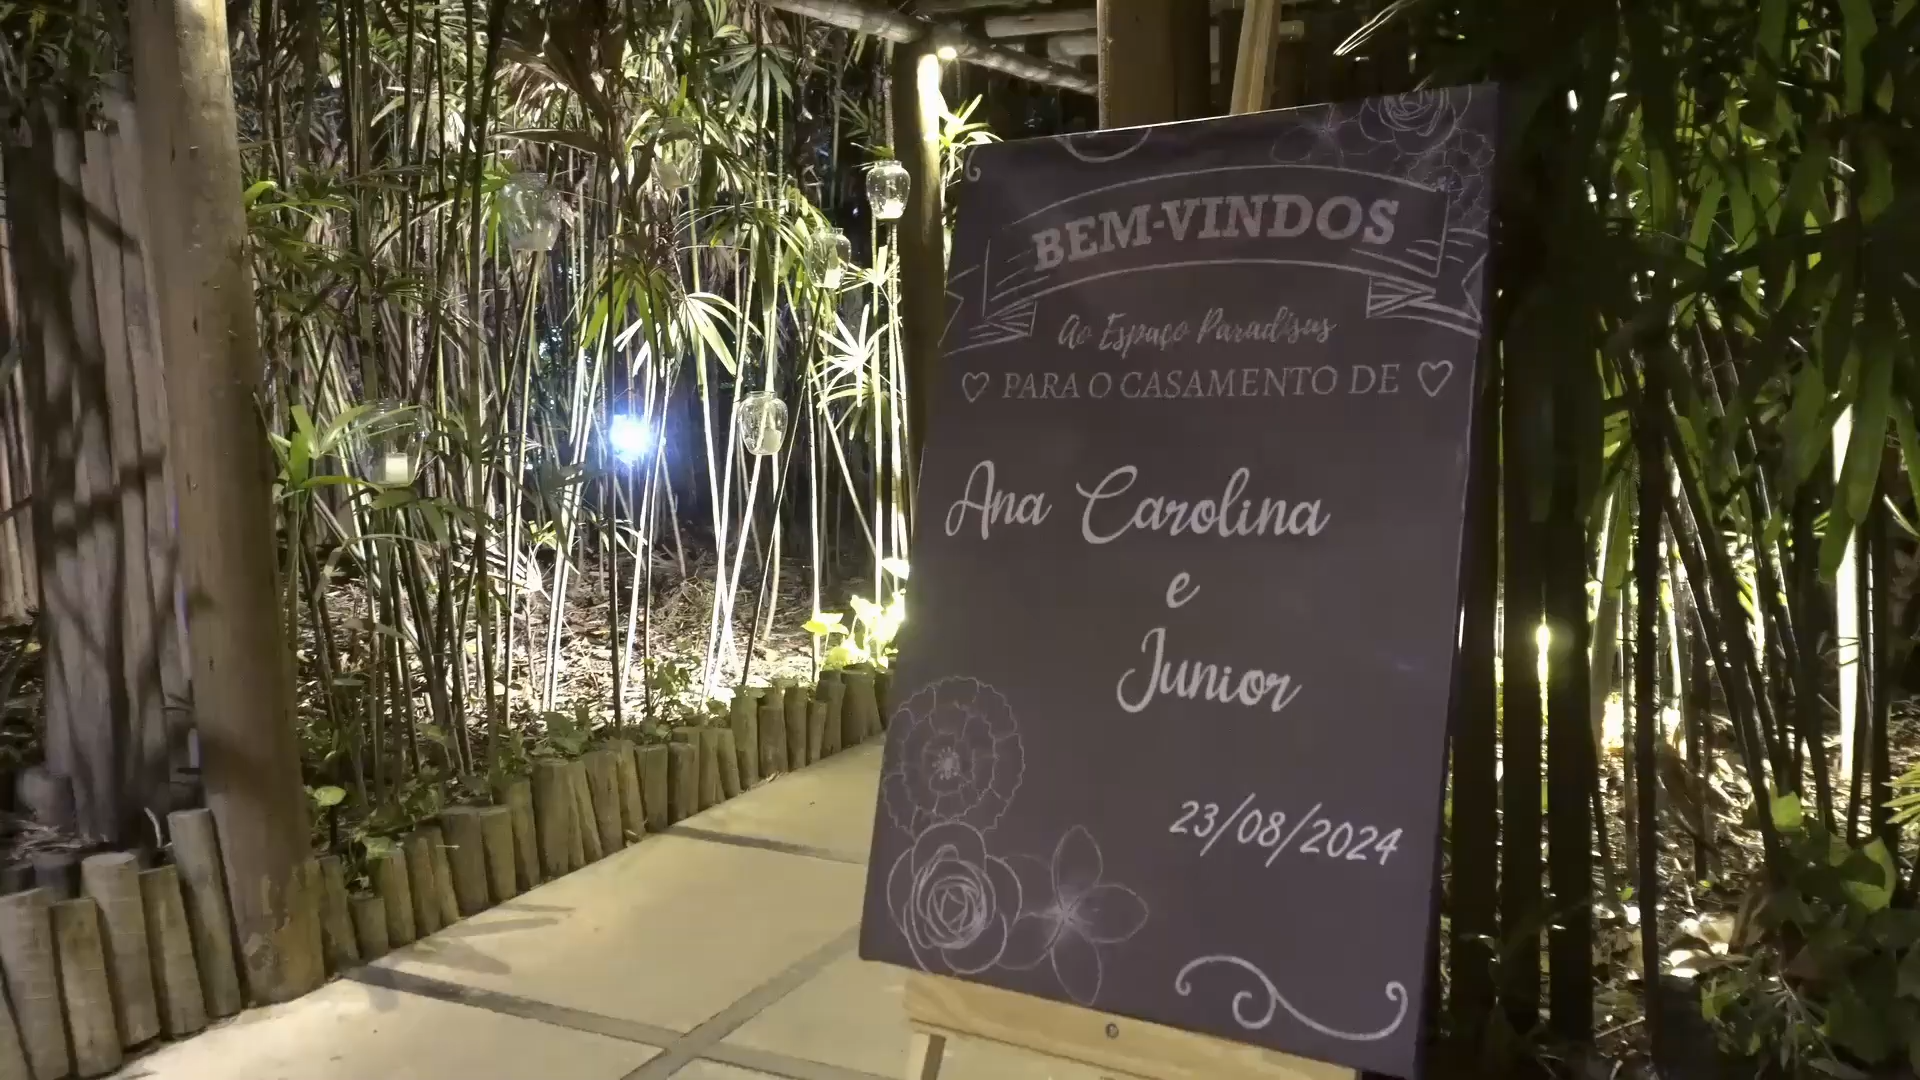 BEM-VINDOS
Ao Espaço Paradisus
♡ PARA O CASAMENTO DE ♡
Ana Carolina
e
Junior
23/08/2024